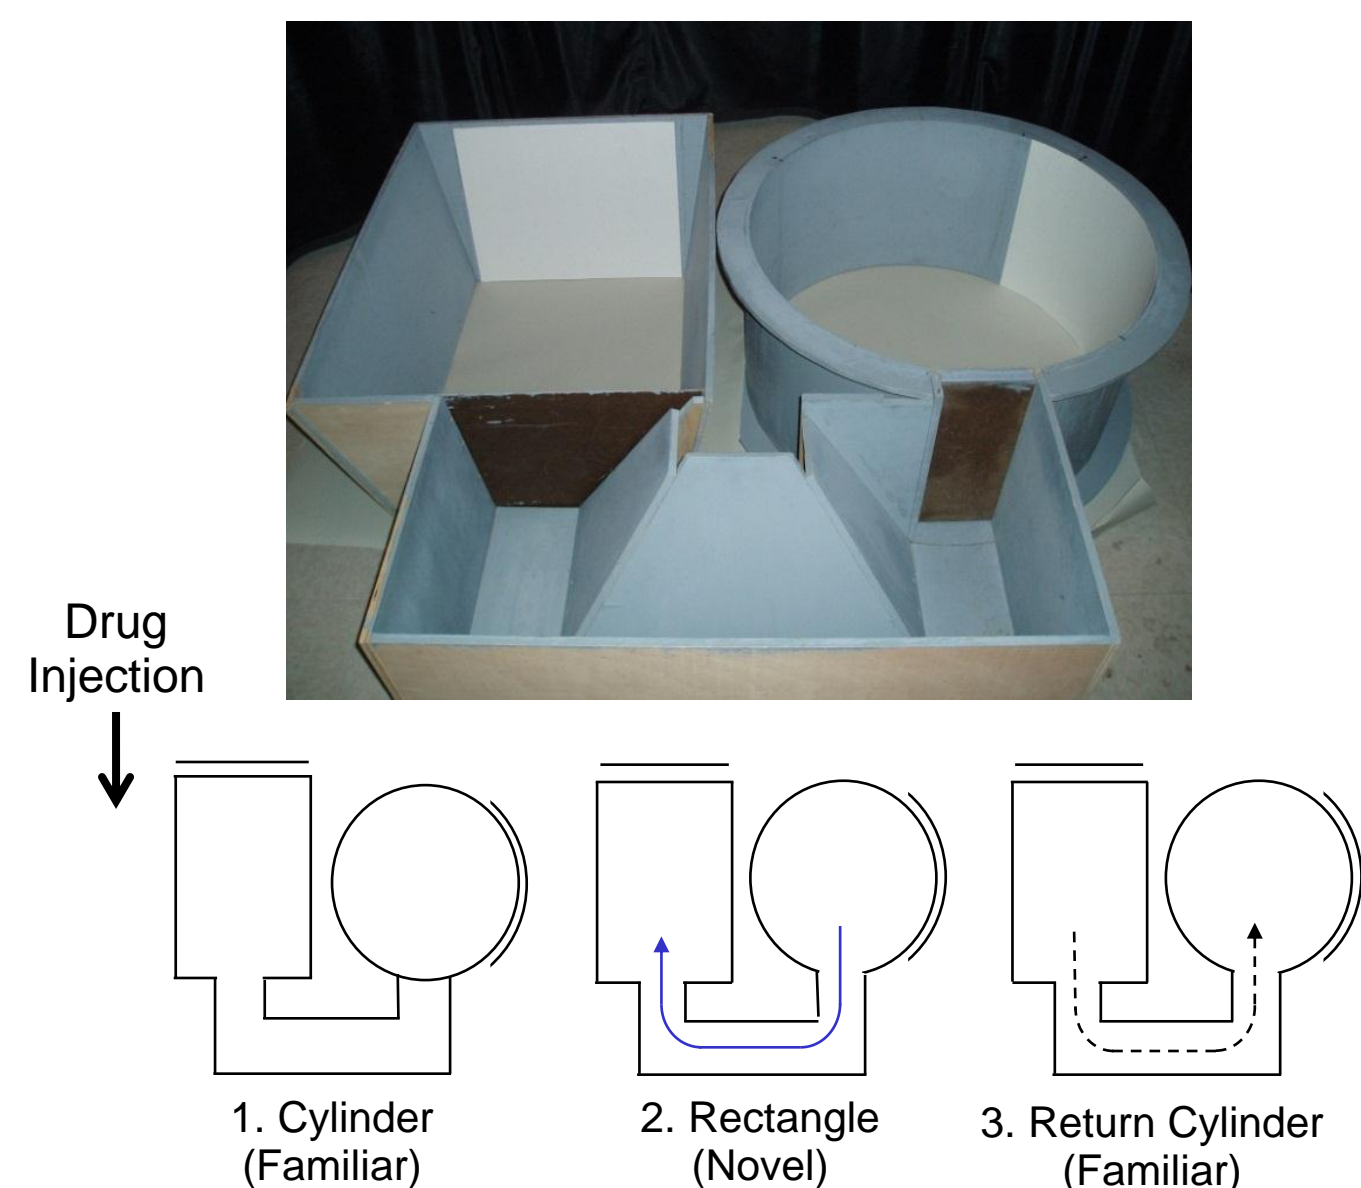 Drug
Injection
1. Cylinder
(Familiar)
2. Rectangle
(Novel)
3. Return Cylinder
(Familiar)